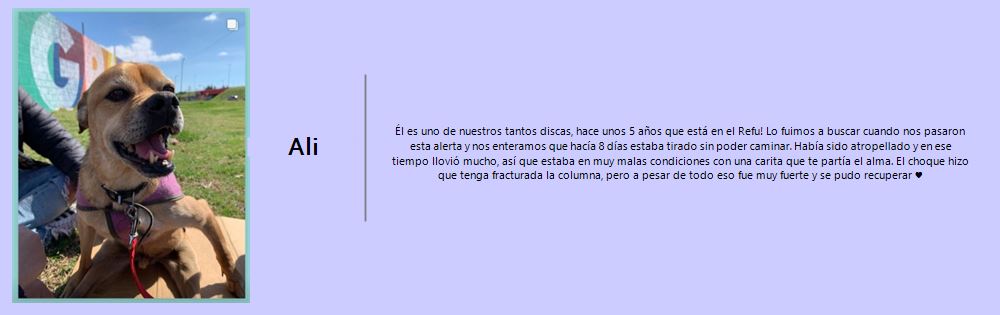 Ali
Él es uno de nuestros tantos discas, hace unos 5 años que está en el Refu! Lo fuimos a buscar cuando nos pasaron
esta alerta y nos enteramos que hacía 8 días estaba tirado sin poder caminar. Había sido atropellado y en ese
tiempo llovió mucho, así que estaba en muy malas condiciones con una carita que te partía el alma. El choque hizo
que tenga fracturada la columna, pero a pesar de todo eso fue muy fuerte y se pudo recuperar ♥